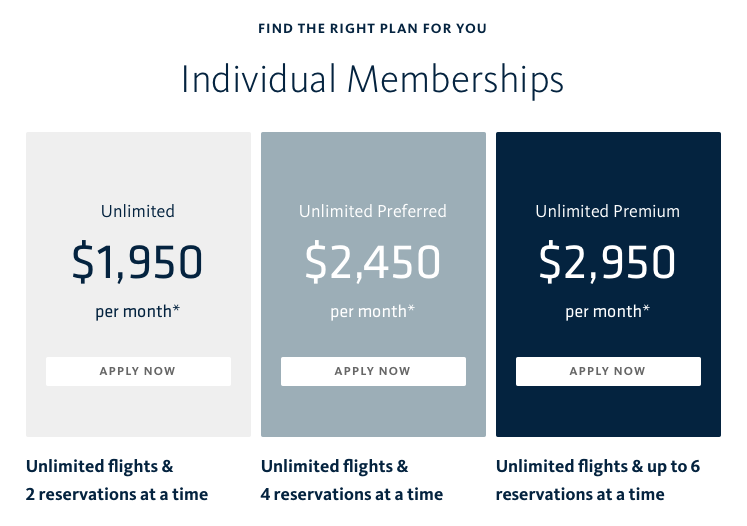 FIND THE RIGHT PLAN FOR YOU
Individual Memberships
Unlimited
$1,950
per month*
APPLY NOW
Unlimited flights &
2 reservations at a time
Unlimited Preferred
$2,450
per month*
APPLY NOW
Unlimited flights &
4 reservations at a time
Unlimited Premium
$2,950
per month*
APPLY NOW
Unlimited flights & up to 6
reservations at a time